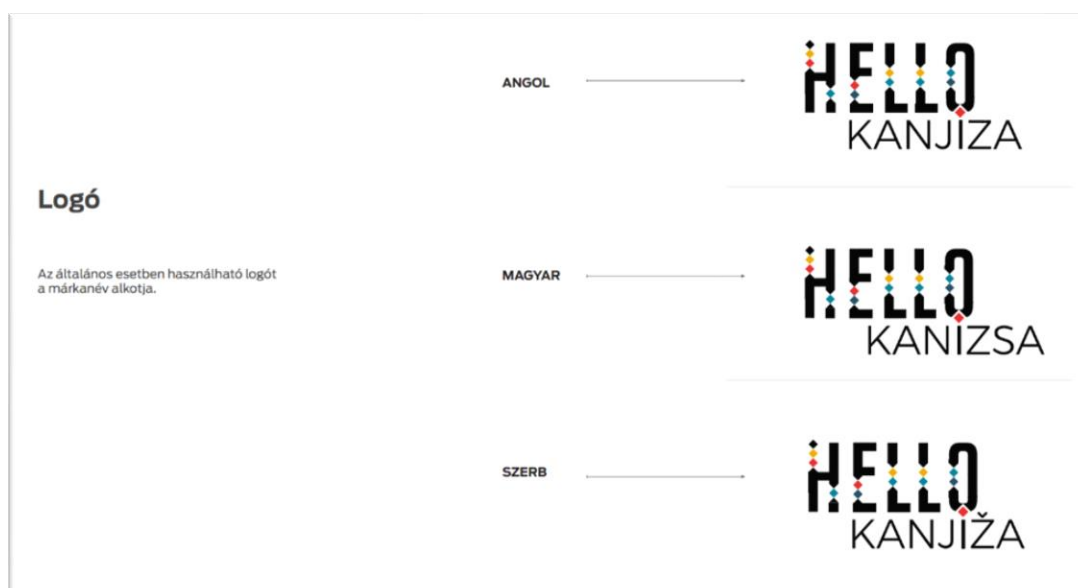 Logó
Az általános esetben használható logót
a márkanév alkotja.
ANGOL
HELLO
KANJIZA
MAGYAR
HELLO
KANIZSA
SZERB
HELLO
KANJIŽA